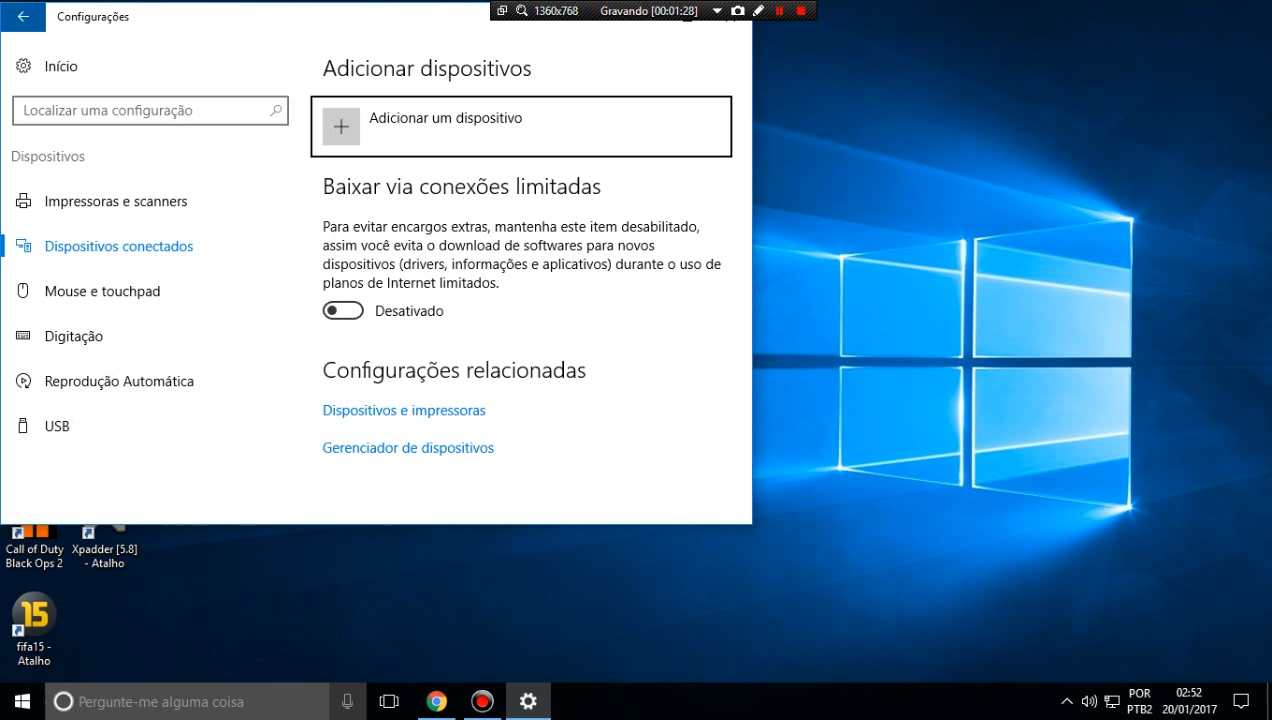 1360x768 Gravando [00:01:28]
Configurações
Início
Localizar uma configuração
Dispositivos
Impressoras e scanners
Dispositivos conectados
Mouse e touchpad
Digitação
Reprodução Automática
USB
Adicionar dispositivos
Adicionar um dispositivo
Baixar via conexões limitadas
Para evitar encargos extras, mantenha este item desabilitado,
assim você evita o download de softwares para novos
dispositivos (drivers, informações e aplicativos) durante o uso de
planos de Internet limitados.
Desativado
Configurações relacionadas
Dispositivos e impressoras
Gerenciador de dispositivos
Call of Duty
Black Ops 2
Xpadder [5.8]
- Atalho
15
fifa15 -
Atalho
Pergunte-me alguma coisa
POR
PTB2
02:52
20/01/2017